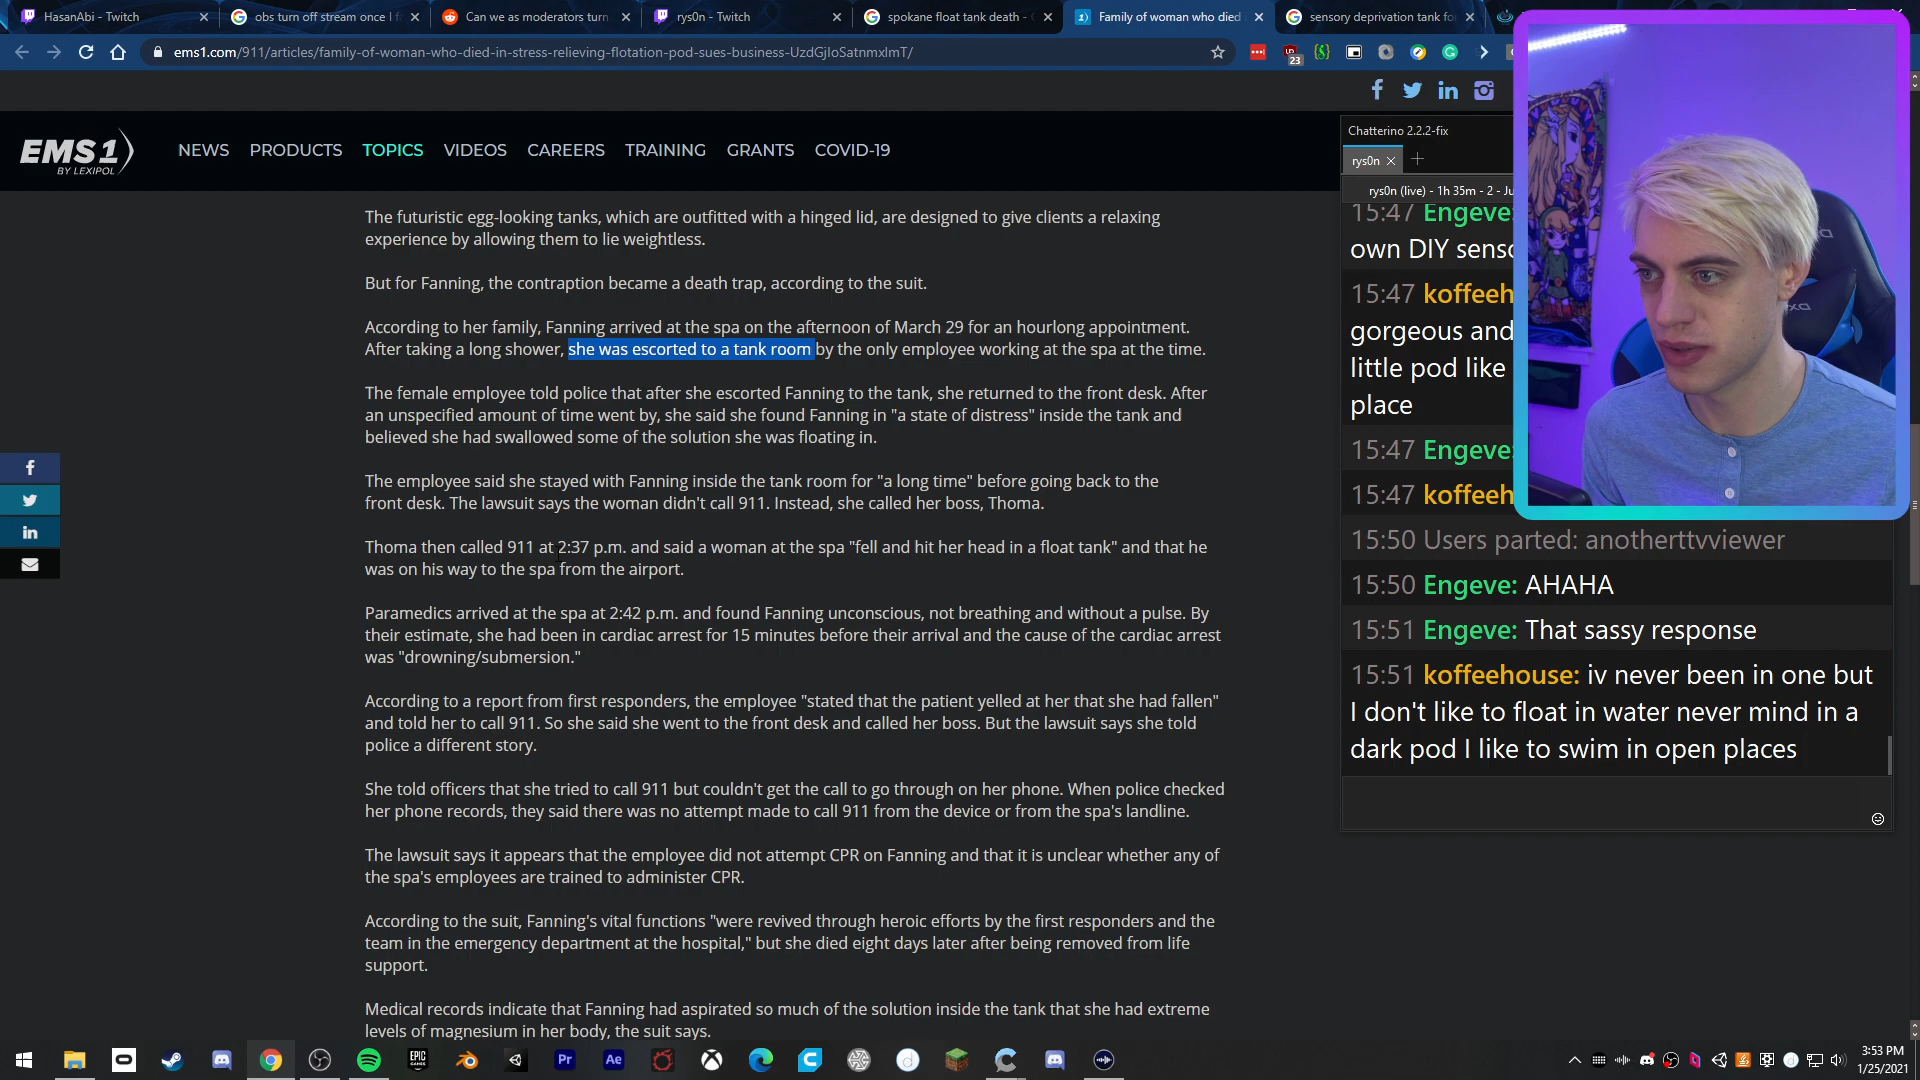 HasanAbi - Twitch
obs turn off stream once I f
Can we as moderators turn
rys0n - Twitch
spokane float tank death -
Family of woman who died
sensory deprivation tank fo
ems1.com/911/articles/family-of-woman-who-died-in-stress-relieving-flotation-pod-sues-business-UzdGjIoSatnmxlmT/
23
EMS1
BY LEXIPOL
NEWS PRODUCTS TOPICS VIDEOS CAREERS TRAINING GRANTS COVID-19
The futuristic egg-looking tanks, which are outfitted with a hinged lid, are designed to give clients a relaxing
experience by allowing them to lie weightless.
But for Fanning, the contraption became a death trap, according to the suit.
According to her family, Fanning arrived at the spa on the afternoon of March 29 for an hourlong appointment.
After taking a long shower, she was escorted to a tank room by the only employee working at the spa at the time.
The female employee told police that after she escorted Fanning to the tank, she returned to the front desk. After
an unspecified amount of time went by, she said she found Fanning in "a state of distress" inside the tank and
believed she had swallowed some of the solution she was floating in.
The employee said she stayed with Fanning inside the tank room for "a long time" before going back to the
front desk. The lawsuit says the woman didn't call 911. Instead, she called her boss, Thoma.
Thoma then called 911 at 2:37 p.m. and said a woman at the spa "fell and hit her head in a float tank" and that he
was on his way to the spa from the airport.
Paramedics arrived at the spa at 2:42 p.m. and found Fanning unconscious, not breathing and without a pulse. By
their estimate, she had been in cardiac arrest for 15 minutes before their arrival and the cause of the cardiac arrest
was "drowning/submersion."
According to a report from first responders, the employee "stated that the patient yelled at her that she had fallen"
and told her to call 911. So she said she went to the front desk and called her boss. But the lawsuit says she told
police a different story.
She told officers that she tried to call 911 but couldn't get the call to go through on her phone. When police checked
her phone records, they said there was no attempt made to call 911 from the device or from the spa's landline.
The lawsuit says it appears that the employee did not attempt CPR on Fanning and that it is unclear whether any of
the spa's employees are trained to administer CPR.
According to the suit, Fanning's vital functions "were revived through heroic efforts by the first responders and the
team in the emergency department at the hospital," but she died eight days later after being removed from life
support.
Medical records indicate that Fanning had aspirated so much of the solution inside the tank that she had extreme
levels of magnesium in her body, the suit says.
Chatterino 2.2.2-fix
rys0n
rys0n (live) - 1h 35m - 2 - Ju
15:47 Engeve:
own DIY senso
15:47 koffeeh
gorgeous and
little pod like
place
15:47 Engeve:
15:47 koffeeh
15:50 Users parted: anotherttvviewer
15:50 Engeve: AHAHA
15:51 Engeve: That sassy response
15:51 koffeehouse: iv never been in one but
I don't like to float in water never mind in a
dark pod I like to swim in open places
EPIC GAMES
Pr
Ae
3:53 PM
1/25/2021